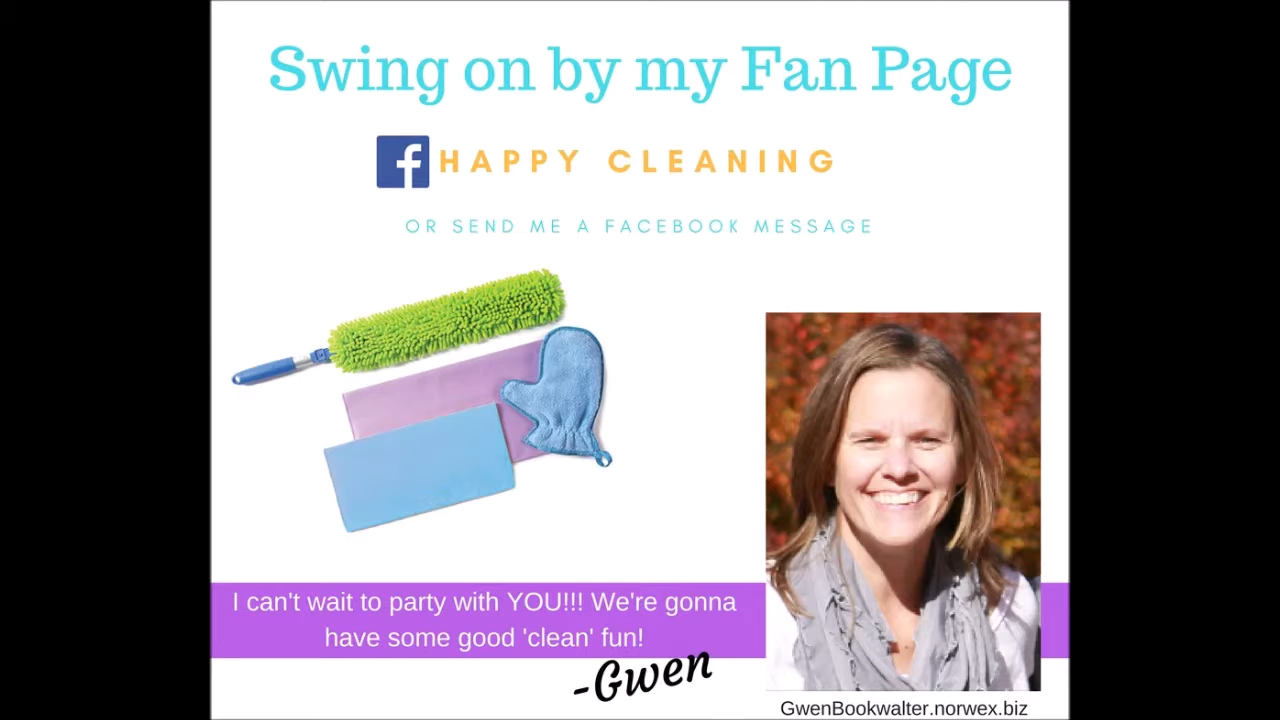 Swing on by my Fan Page
HAPPY CLEANING
OR SEND ME A FACEBOOK MESSAGE
I can't wait to party with YOU!!! We're gonna
have some good 'clean' fun!
-Gwen
GwenBookwalter.norwex.biz